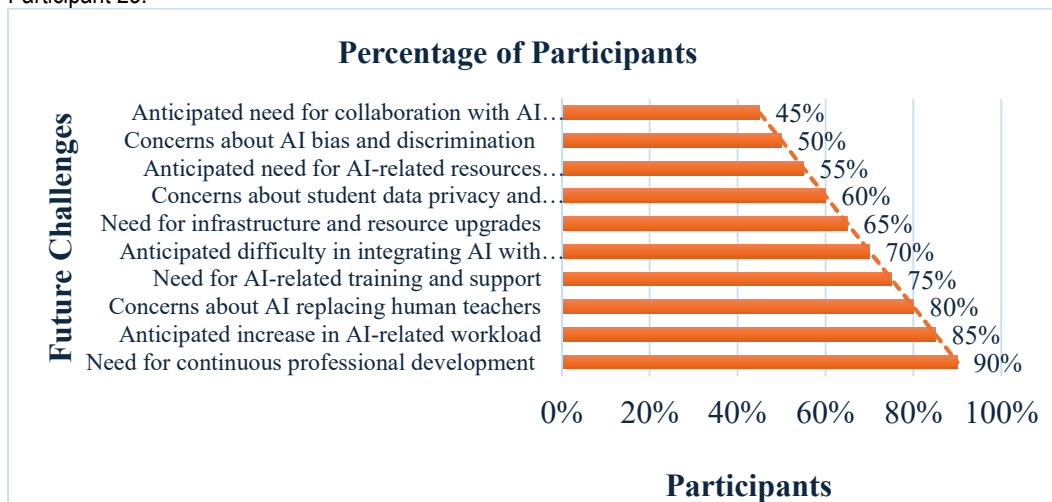 Participant 29.
Percentage of Participants
Future Challenges
Anticipated need for collaboration with AI… 45%
Concerns about AI bias and discrimination 50%
Anticipated need for AI-related resources… 55%
Concerns about student data privacy and… 60%
Need for infrastructure and resource upgrades 65%
Anticipated difficulty in integrating AI with… 70%
Need for AI-related training and support 75%
Concerns about AI replacing human teachers 80%
Anticipated increase in AI-related workload 85%
Need for continuous professional development 90%
0% 20% 40% 60% 80% 100%
Participants